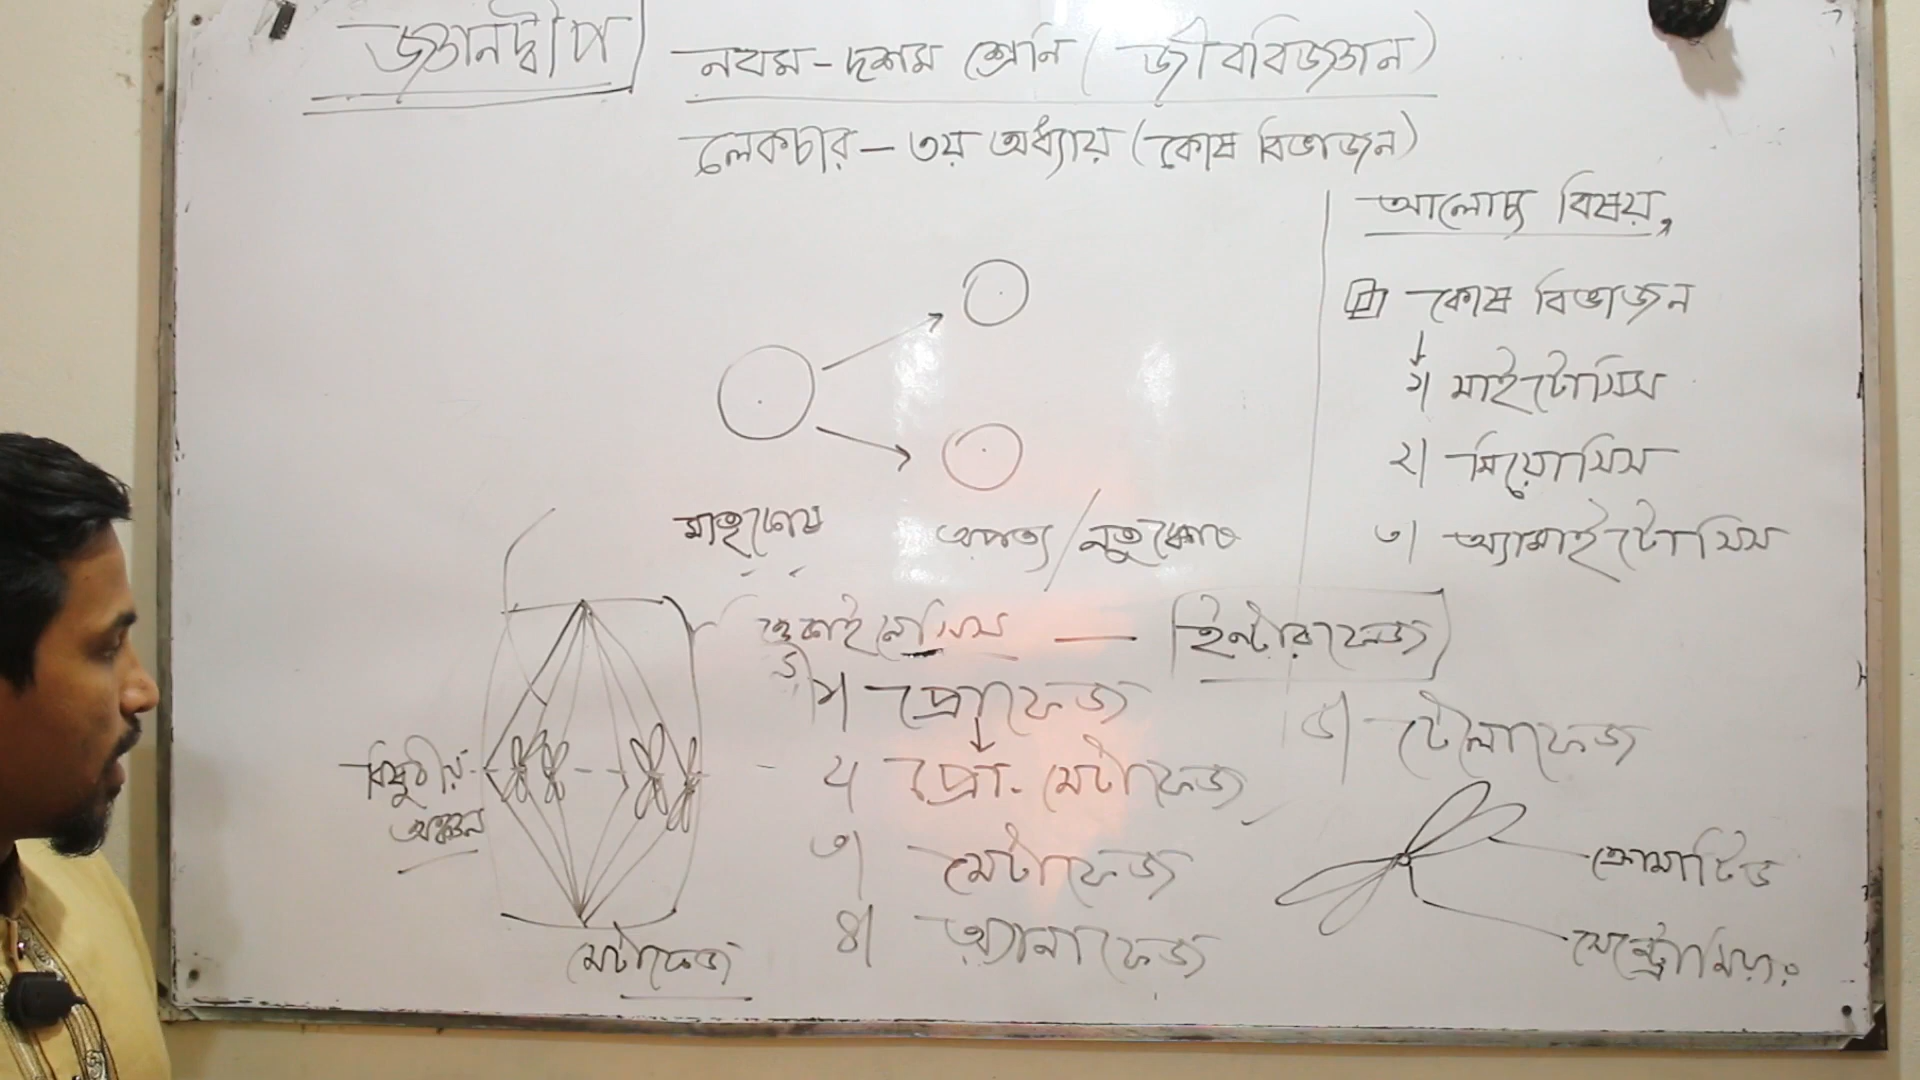 জ্ঞানদ্বীপ
নবম-দশম শ্রেনি (জীববিজ্ঞান)
লেকচার - ৩য় অধ্যায় (কোষ বিভাজন)
আলোচ্য বিষয়,
কোষ বিভাজন
১| মাইটোসিস
২| মিয়োসিস
৩| অ্যামাইটোসিস
মাতৃকোষ
অপত্য/নতুন কোষ
ইন্টারফেজ
১| প্রোফেজ
২| প্রো-মেটাফেজ
৩| মেটাফেজ
৪| অ্যানাফেজ
৫| টেলোফেজ
বিষুবীয়
অঞ্চল
মেটাফেজ
ক্রোমাটিড
সেন্ট্রোমিয়ার